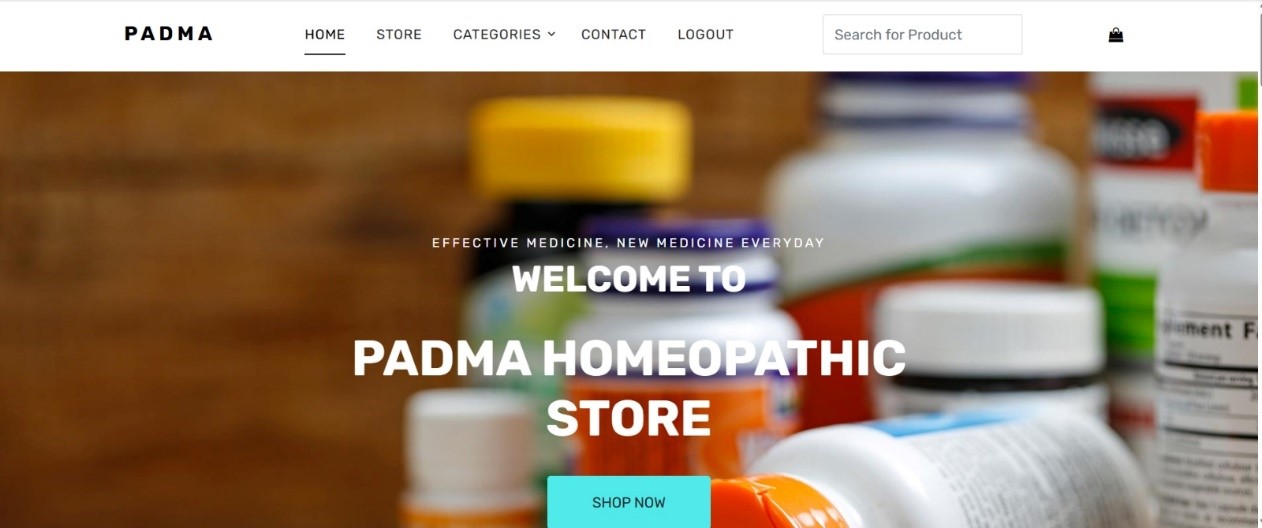 PADMA
HOME STORE CATEGORIES CONTACT LOGOUT
Search for Product
EFFECTIVE MEDICINE, NEW MEDICINE EVERYDAY
WELCOME TO
PADMA HOMEOPATHIC
STORE
SHOP NOW